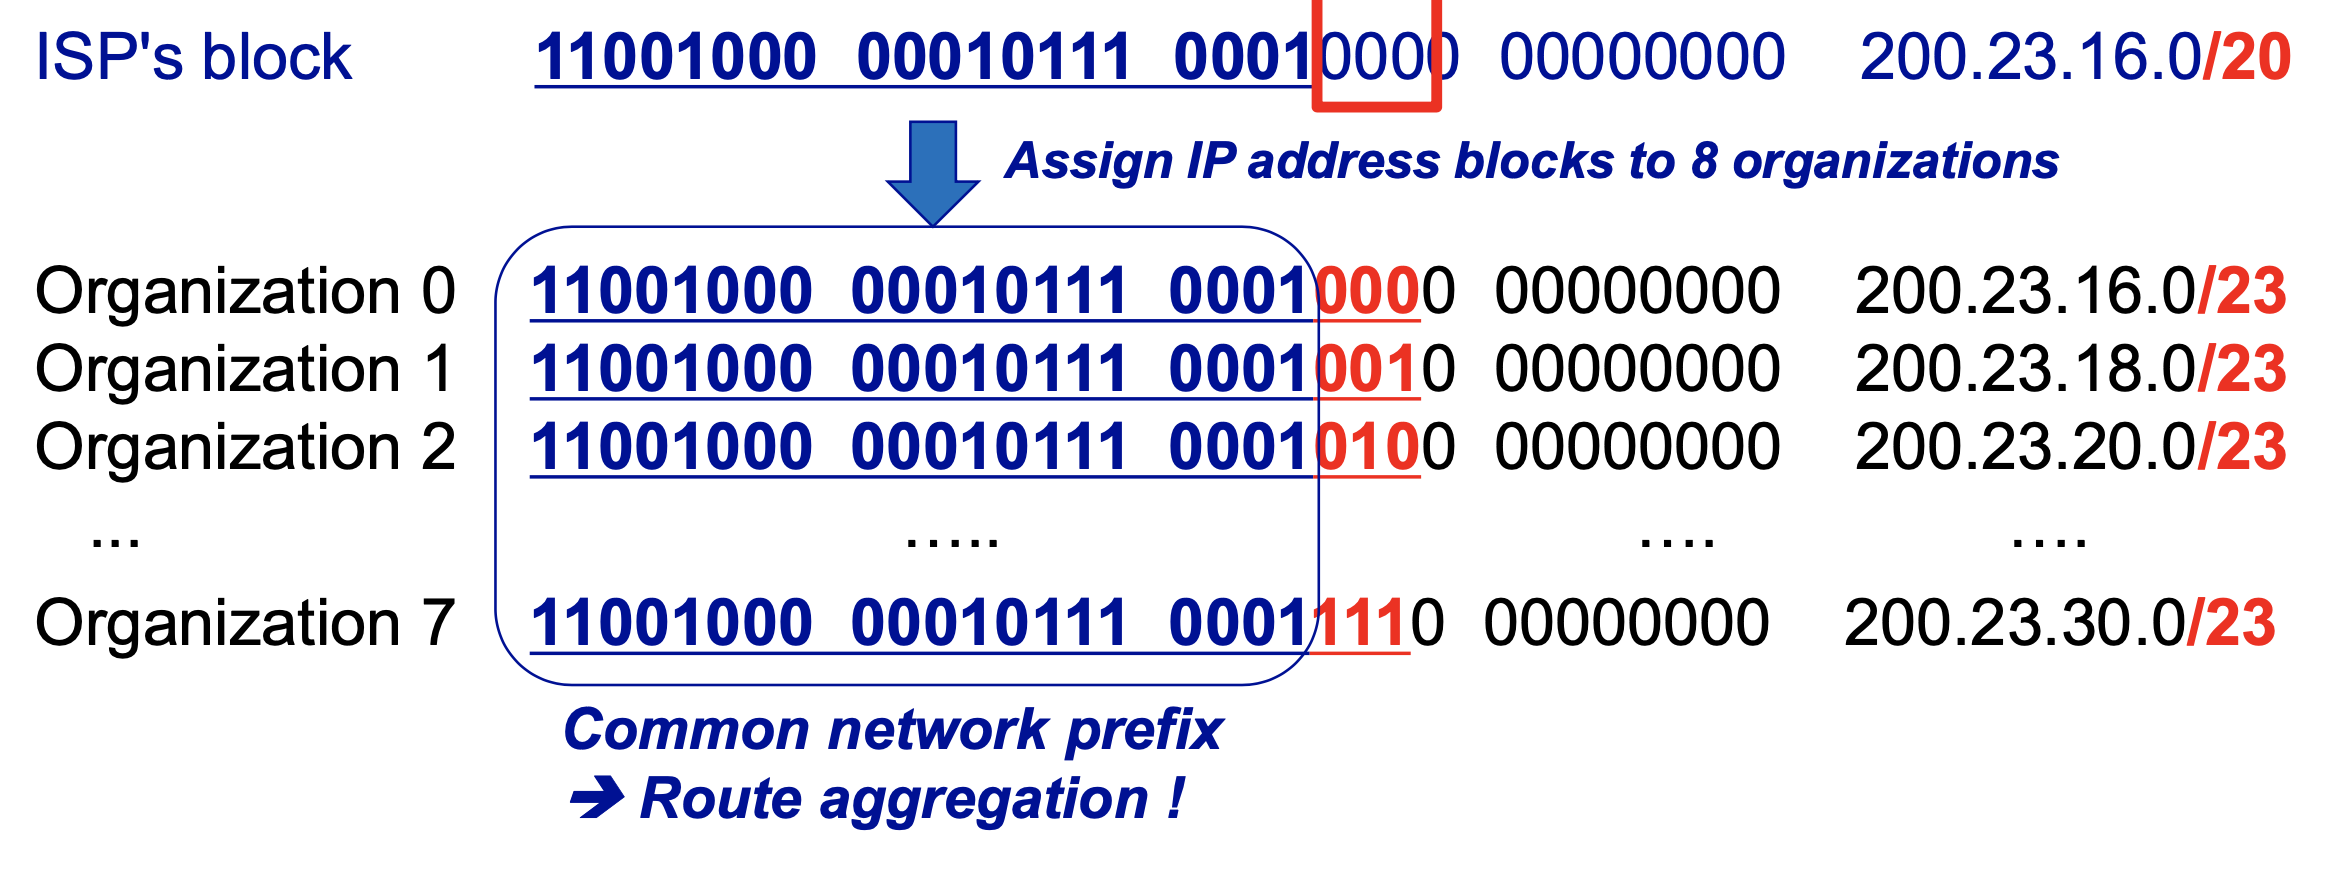 ISP's block 11001000 00010111 00010000 00000000 200.23.16.0/20
Assign IP address blocks to 8 organizations
Organization 0 11001000 00010111 00010000 00000000 200.23.16.0/23
Organization 1 11001000 00010111 00010010 00000000 200.23.18.0/23
Organization 2 11001000 00010111 00010100 00000000 200.23.20.0/23
... ..... .... ....
Organization 7 11001000 00010111 00011110 00000000 200.23.30.0/23
Common network prefix
➔ Route aggregation !